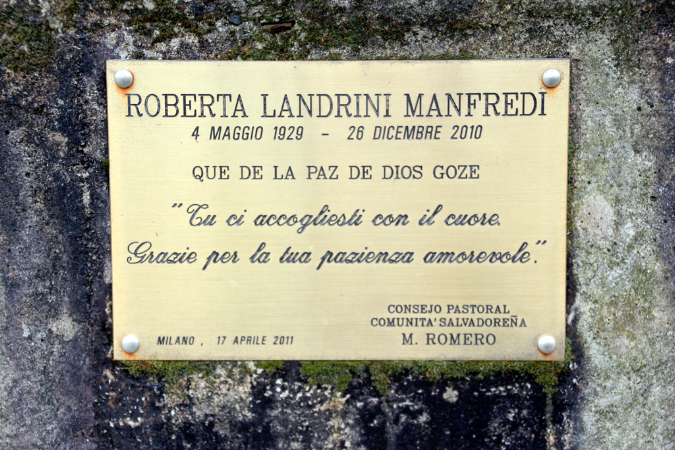 ROBERTA LANDRINI MANFREDI
4 MAGGIO 1929 - 26 DICEMBRE 2010
QUE DE LA PAZ DE DIOS GOZE
"Tu ci accogliesti con il cuore.
Grazie per la tua pazienza amorevole."
CONSEJO PASTORAL
COMUNITA' SALVADOREÑA
MILANO, 17 APRILE 2011 M. ROMERO